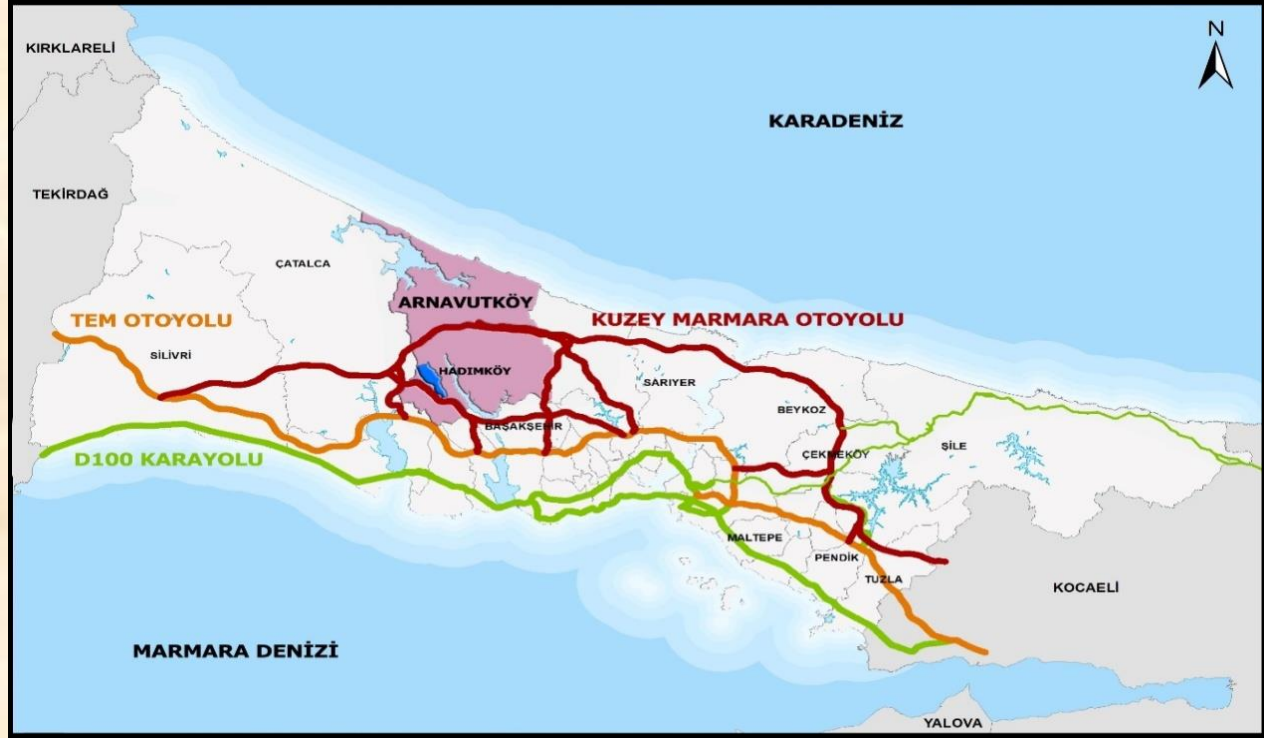 N
KIRKLARELİ
KARADENİZ
TEKİRDAĞ
ÇATALCA
ARNAVUTKÖY
TEM OTOYOLU
KUZEY MARMARA OTOYOLU
SİLİVRİ
HADIMKÖY
SARIYER
BEYKOZ
BAŞAKŞEHİR
ŞİLE
D100 KARAYOLU
ÇEKMEKÖY
MALTEPE
PENDİK
TUZLA
KOCAELİ
MARMARA DENİZİ
YALOVA